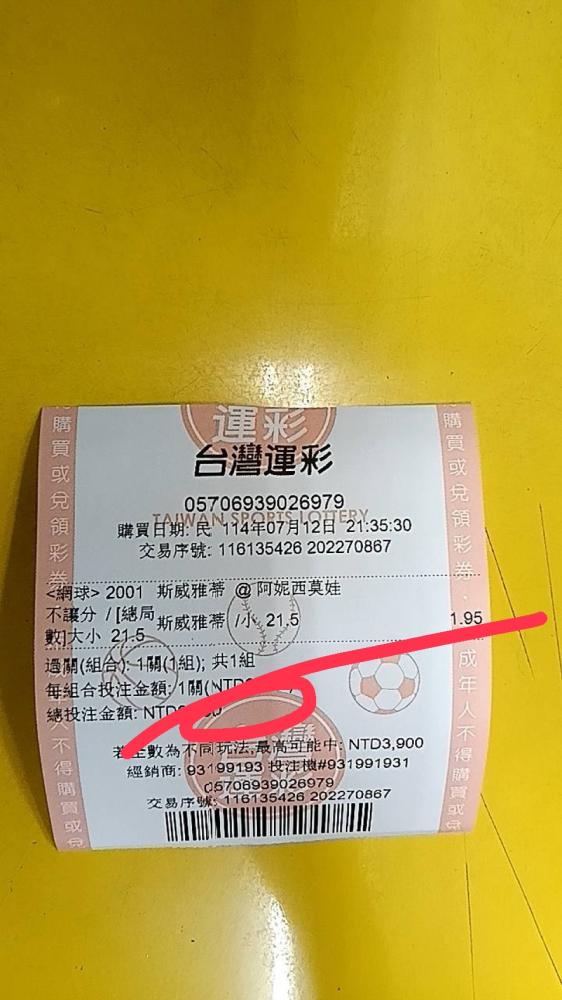 運彩
台灣運彩
05706939026979
TAIWAN SPORTS LOTTERY
購買日期: 民 114年07月12日 21:35:30
交易序號: 116135426 202270867
<網球> 2001 斯威雅蒂 @ 阿妮西莫娃
不讓分 / [總局數]大小 21.5 斯威雅蒂 /小 21.5 1.95
過關(組合): 1關(1組); 共1組
每組合投注金額: 1關(NTD
總投注金額: NTD
若全數為不同玩法,最高可能中: NTD3,900
經銷商: 93199193 投注機#931991931
05706939026979
交易序號: 116135426 202270867
購買或兌領彩券
購買或兌領彩券、
成年人不得購買或
成年人不得購買或